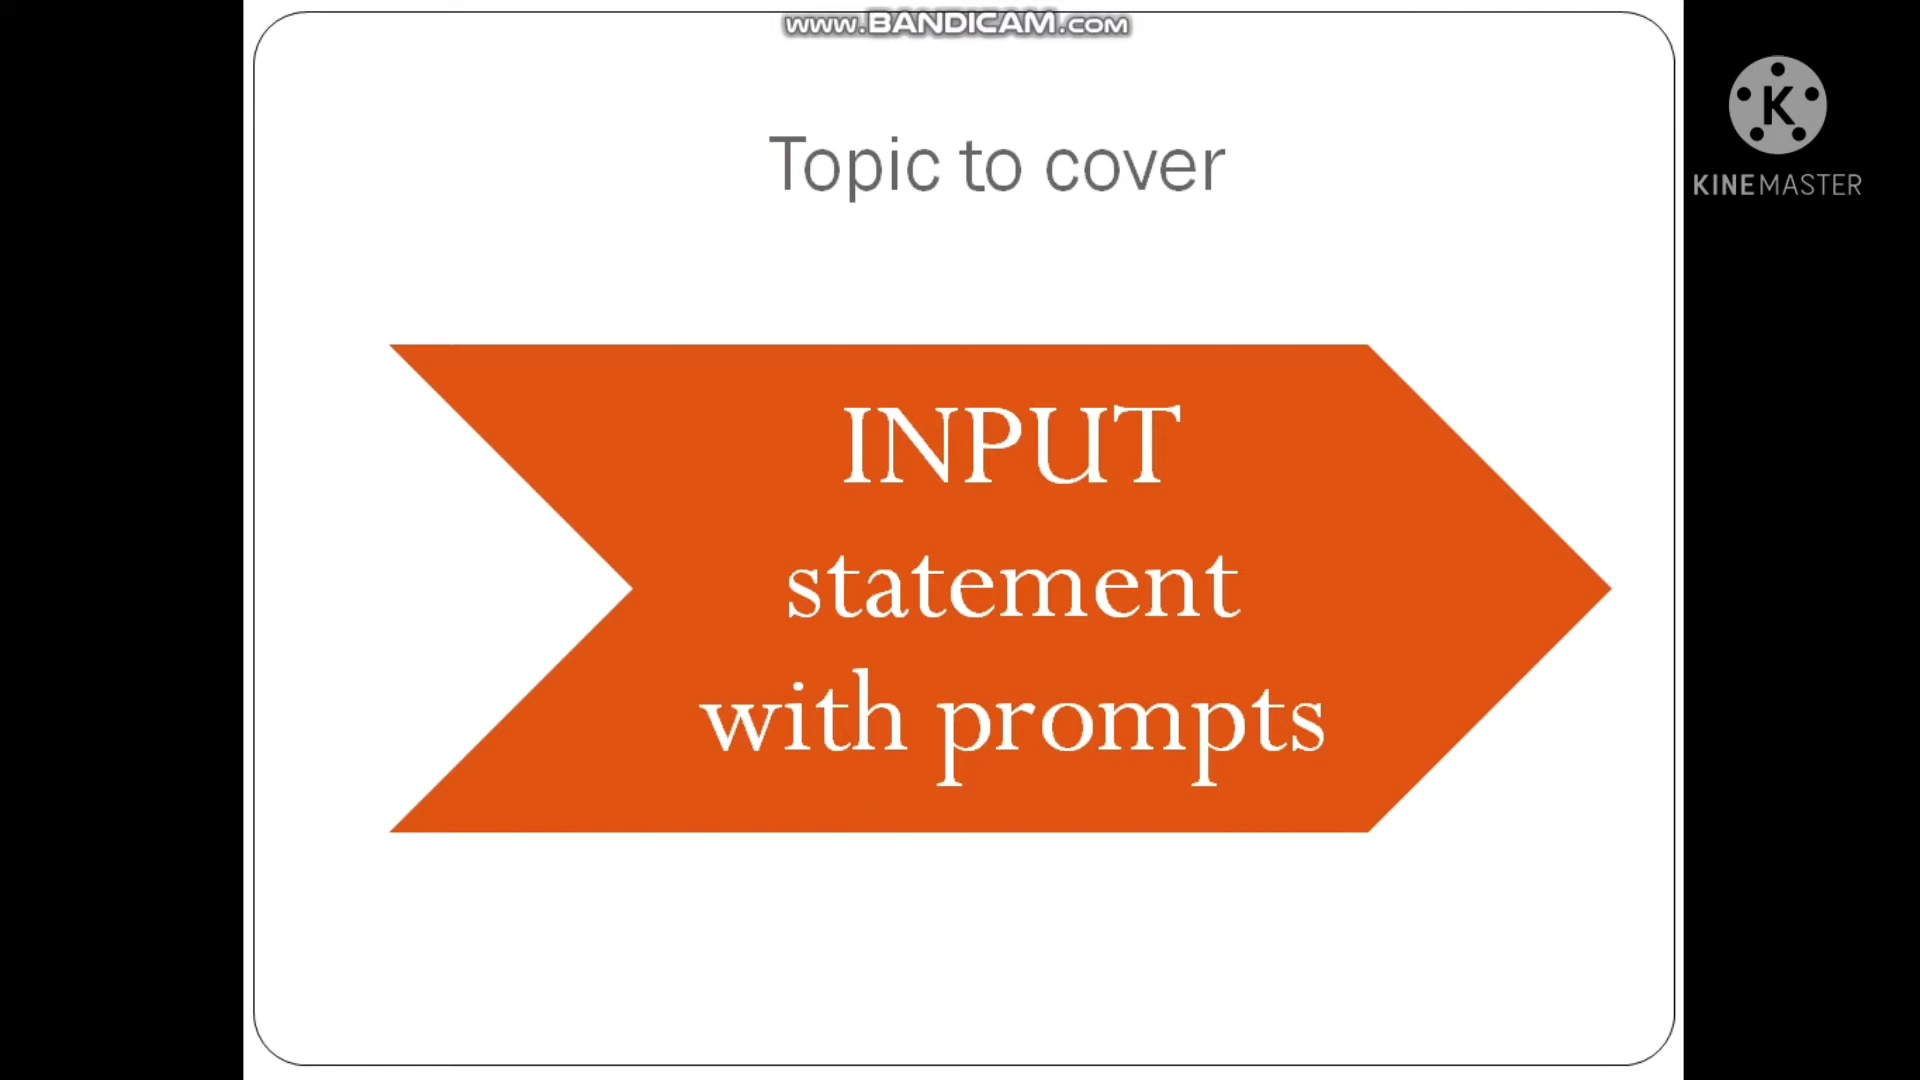 www.BANDICAM.com
Topic to cover
K
KINEMASTER
INPUT
statement
with prompts